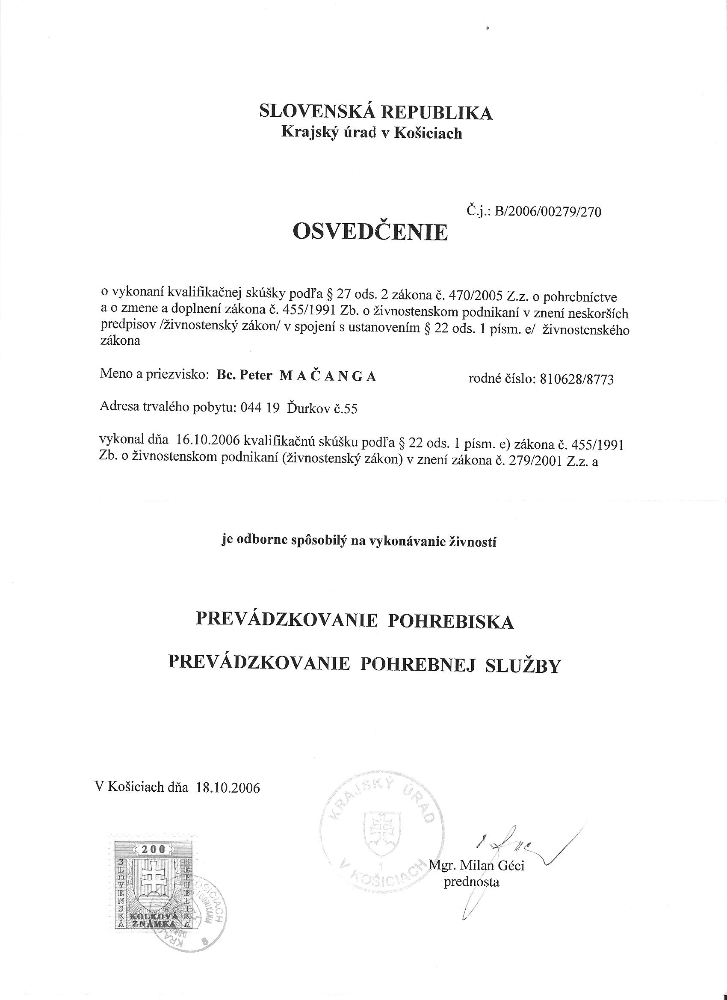 SLOVENSKÁ REPUBLIKA
Krajský úrad v Košiciach
Č.j.: B/2006/00279/270
OSVEDČENIE
o vykonaní kvalifikačnej skúšky podľa § 27 ods. 2 zákona č. 470/2005 Z.z. o pohrebníctve
a o zmene a doplnení zákona č. 455/1991 Zb. o živnostenskom podnikaní v znení neskorších
predpisov /živnostenský zákon/ v spojení s ustanovením § 22 ods. 1 písm. e/ živnostenského
zákona
Meno a priezvisko: Bc. Peter M A Č A N G A rodné číslo: 810628/8773
Adresa trvalého pobytu: 044 19 Ďurkov č.55
vykonal dňa 16.10.2006 kvalifikačnú skúšku podľa § 22 ods. 1 písm. e) zákona č. 455/1991
Zb. o živnostenskom podnikaní (živnostenský zákon) v znení zákona č. 279/2001 Z.z. a
je odborne spôsobilý na vykonávanie živností
PREVÁDZKOVANIE POHREBISKA
PREVÁDZKOVANIE POHREBNEJ SLUŽBY
V Košiciach dňa 18.10.2006
KRAJSKÝ ÚRAD
V KOŠICIACH
1
Mgr. Milan Géci
prednosta
200
SLOVENSKÁ
REPUBLIKA
KOLKOVÁ
ZNÁMKA
KOŠICIACH
PODNIKANIA
8